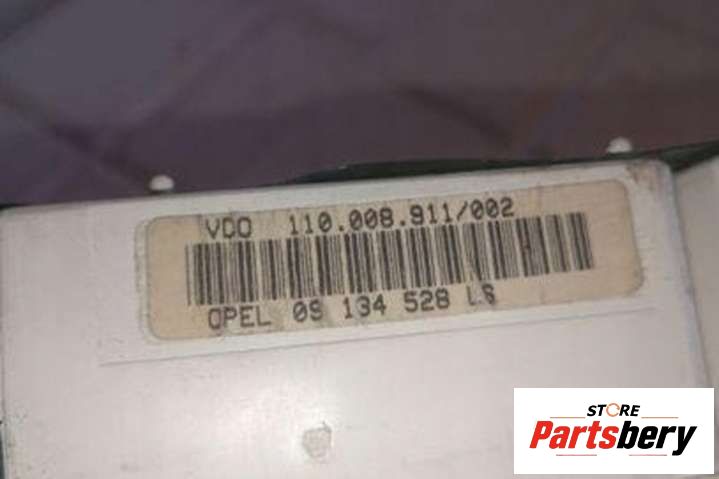 VDO 110.008.911/002
OPEL 09 134 528 LS
STORE
Partsbery